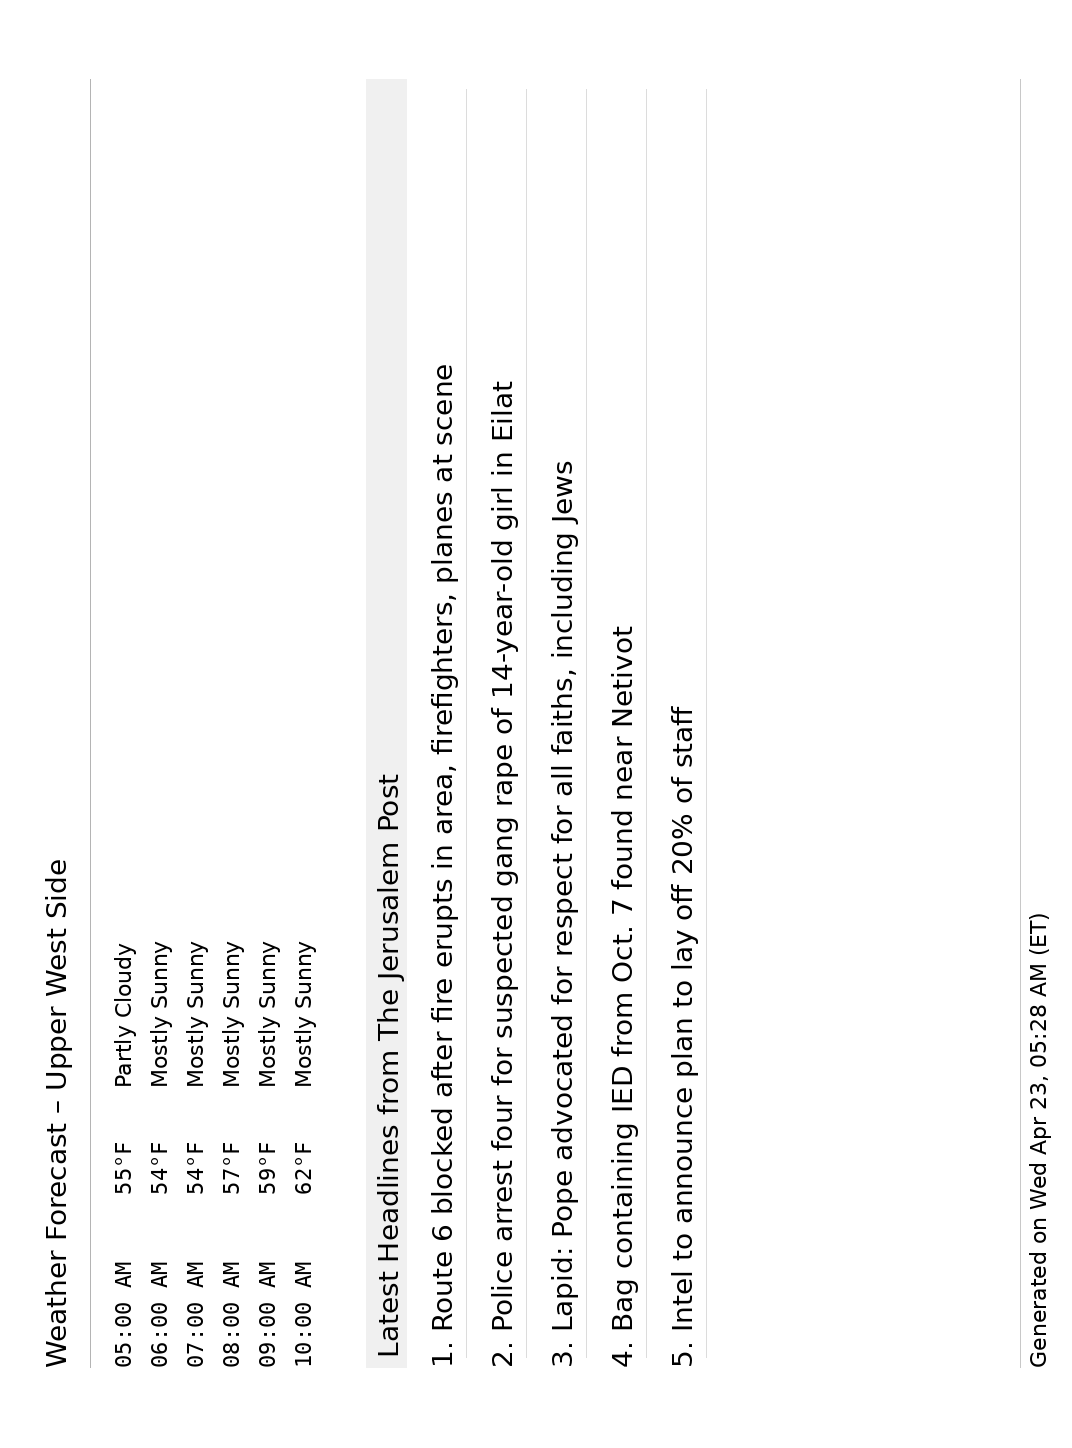 Weather Forecast – Upper West Side
05:00 AM 55°F Partly Cloudy
06:00 AM 54°F Mostly Sunny
07:00 AM 54°F Mostly Sunny
08:00 AM 57°F Mostly Sunny
09:00 AM 59°F Mostly Sunny
10:00 AM 62°F Mostly Sunny
Latest Headlines from The Jerusalem Post
1. Route 6 blocked after fire erupts in area, firefighters, planes at scene
2. Police arrest four for suspected gang rape of 14-year-old girl in Eilat
3. Lapid: Pope advocated for respect for all faiths, including Jews
4. Bag containing IED from Oct. 7 found near Netivot
5. Intel to announce plan to lay off 20% of staff
Generated on Wed Apr 23, 05:28 AM (ET)